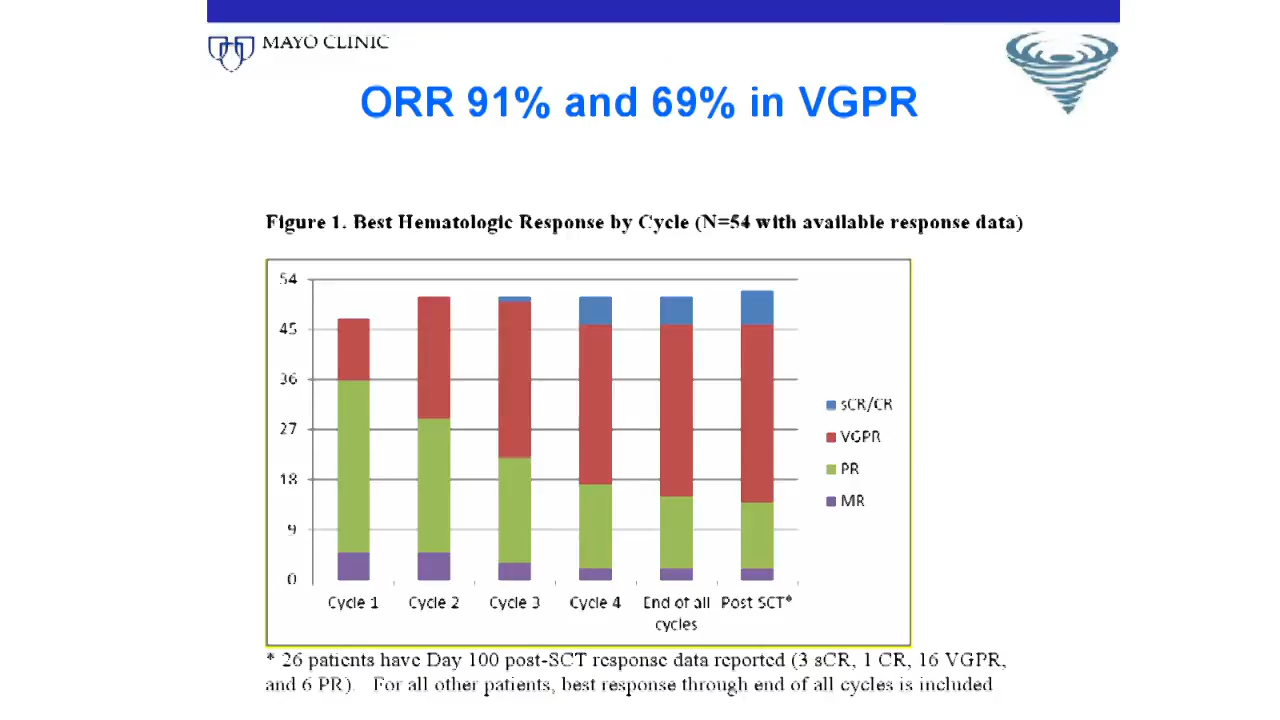 MAYO CLINIC
ORR 91% and 69% in VGPR
Figure 1. Best Hematologic Response by Cycle (N=54 with available response data)
54
45
36
27
18
9
0
Cycle 1
Cycle 2
Cycle 3
Cycle 4
End of all
cycles
Post SCT*
sCR/CR
VGPR
PR
MR
* 26 patients have Day 100 post-SCT response data reported (3 sCR, 1 CR, 16 VGPR,
and 6 PR). For all other patients, best response through end of all cycles is included